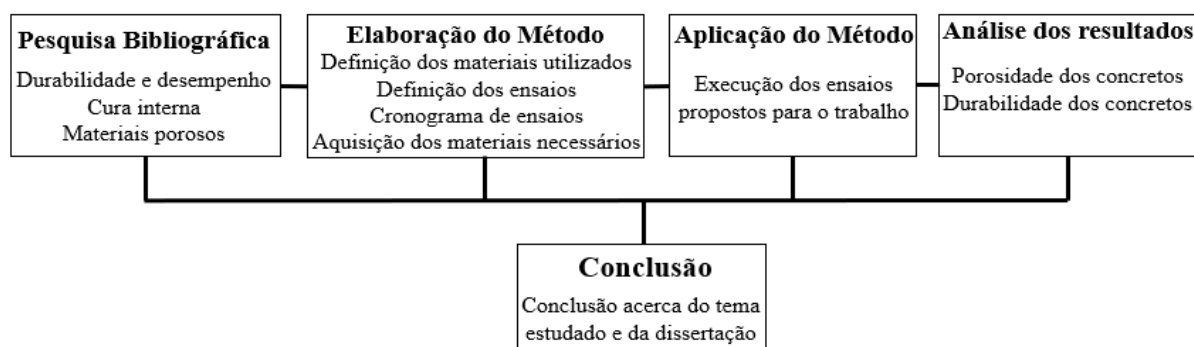 Pesquisa Bibliográfica
Durabilidade e desempenho
Cura interna
Materiais porosos
Elaboração do Método
Definição dos materiais utilizados
Definição dos ensaios
Cronograma de ensaios
Aquisição dos materiais necessários
Aplicação do Método
Execução dos ensaios
propostos para o trabalho
Análise dos resultados
Porosidade dos concretos
Durabilidade dos concretos
Conclusão
Conclusão acerca do tema
estudado e da dissertação